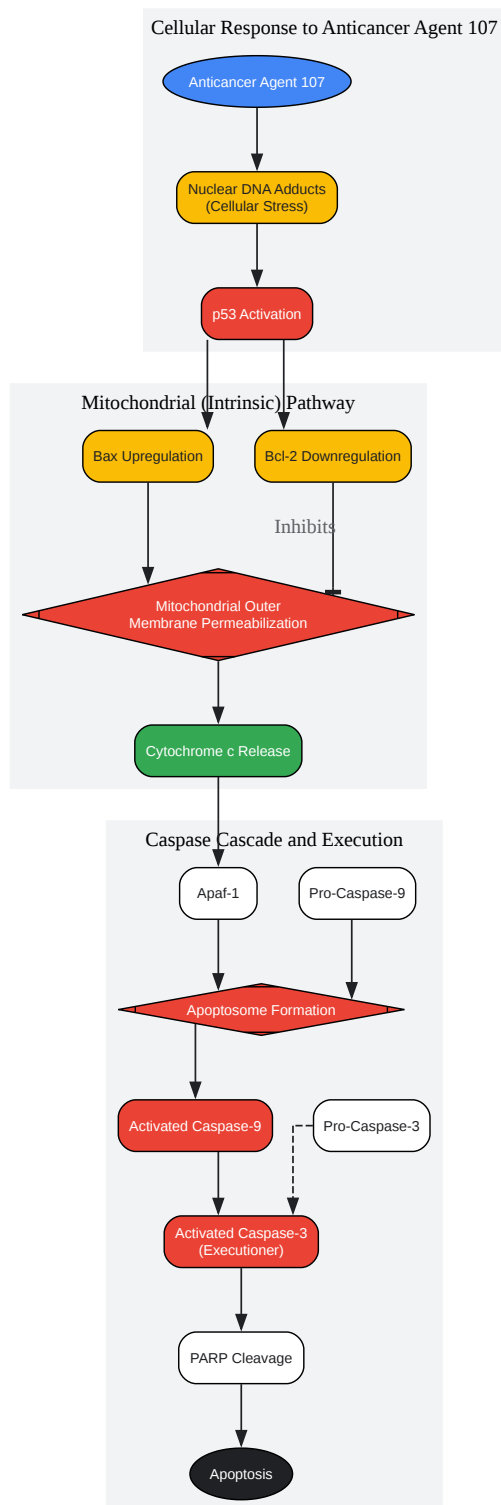 Cellular Response to Anticancer Agent 107
Anticancer Agent 107
Nuclear DNA Adducts
(Cellular Stress)
p53 Activation
Mitochondrial (Intrinsic) Pathway
Bax Upregulation
Bcl-2 Downregulation
Inhibits
Mitochondrial Outer
Membrane Permeabilization
Cytochrome c Release
Caspase Cascade and Execution
Apaf-1
Pro-Caspase-9
Apoptosome Formation
Activated Caspase-9
Pro-Caspase-3
Activated Caspase-3
(Executioner)
PARP Cleavage
Apoptosis